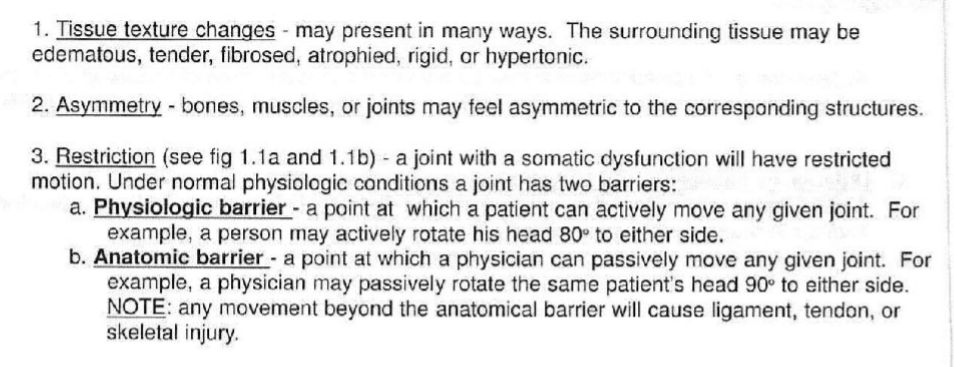 1. Tissue texture changes - may present in many ways. The surrounding tissue may be
edematous, tender, fibrosed, atrophied, rigid, or hypertonic.
2. Asymmetry - bones, muscles, or joints may feel asymmetric to the corresponding structures.
3. Restriction (see fig 1.1a and 1.1b) - a joint with a somatic dysfunction will have restricted
motion. Under normal physiologic conditions a joint has two barriers:
a. Physiologic barrier - a point at which a patient can actively move any given joint. For
example, a person may actively rotate his head 80° to either side.
b. Anatomic barrier - a point at which a physician can passively move any given joint. For
example, a physician may passively rotate the same patient's head 90° to either side.
NOTE: any movement beyond the anatomical barrier will cause ligament, tendon, or
skeletal injury.